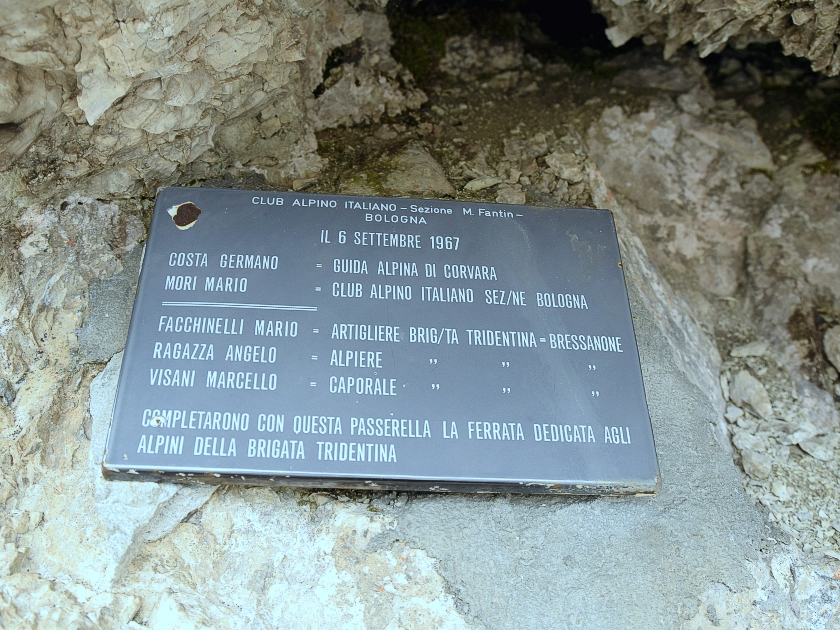 CLUB ALPINO ITALIANO - Sezione M. Fantin -
BOLOGNA
IL 6 SETTEMBRE 1967
COSTA GERMANO = GUIDA ALPINA DI CORVARA
MORI MARIO = CLUB ALPINO ITALIANO SEZ/NE BOLOGNA
FACCHINELLI MARIO = ARTIGLIERE BRIG/TA TRIDENTINA = BRESSANONE
RAGAZZA ANGELO = ALPIERE " " "
VISANI MARCELLO = CAPORALE " " "
COMPLETARONO CON QUESTA PASSERELLA LA FERRATA DEDICATA AGLI
ALPINI DELLA BRIGATA TRIDENTINA